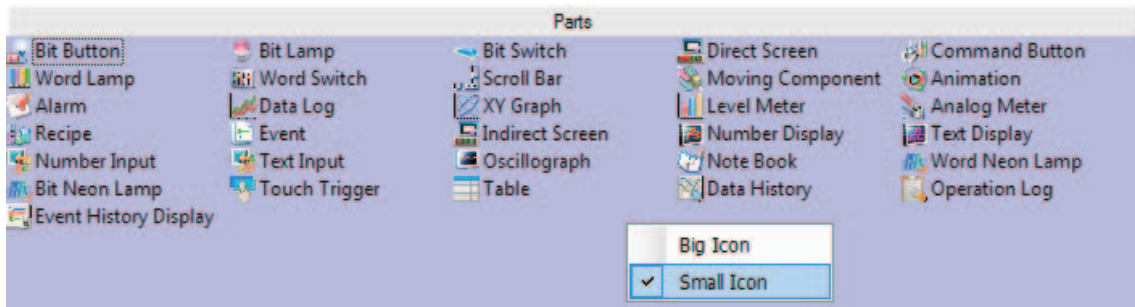 Parts
Bit Button Bit Lamp Bit Switch Direct Screen Command Button
Word Lamp Word Switch Scroll Bar Moving Component Animation
Alarm Data Log XY Graph Level Meter Analog Meter
Recipe Event Indirect Screen Number Display Text Display
Number Input Text Input Oscillograph Note Book Word Neon Lamp
Bit Neon Lamp Touch Trigger Table Data History Operation Log
Event History Display
Big Icon
Small Icon